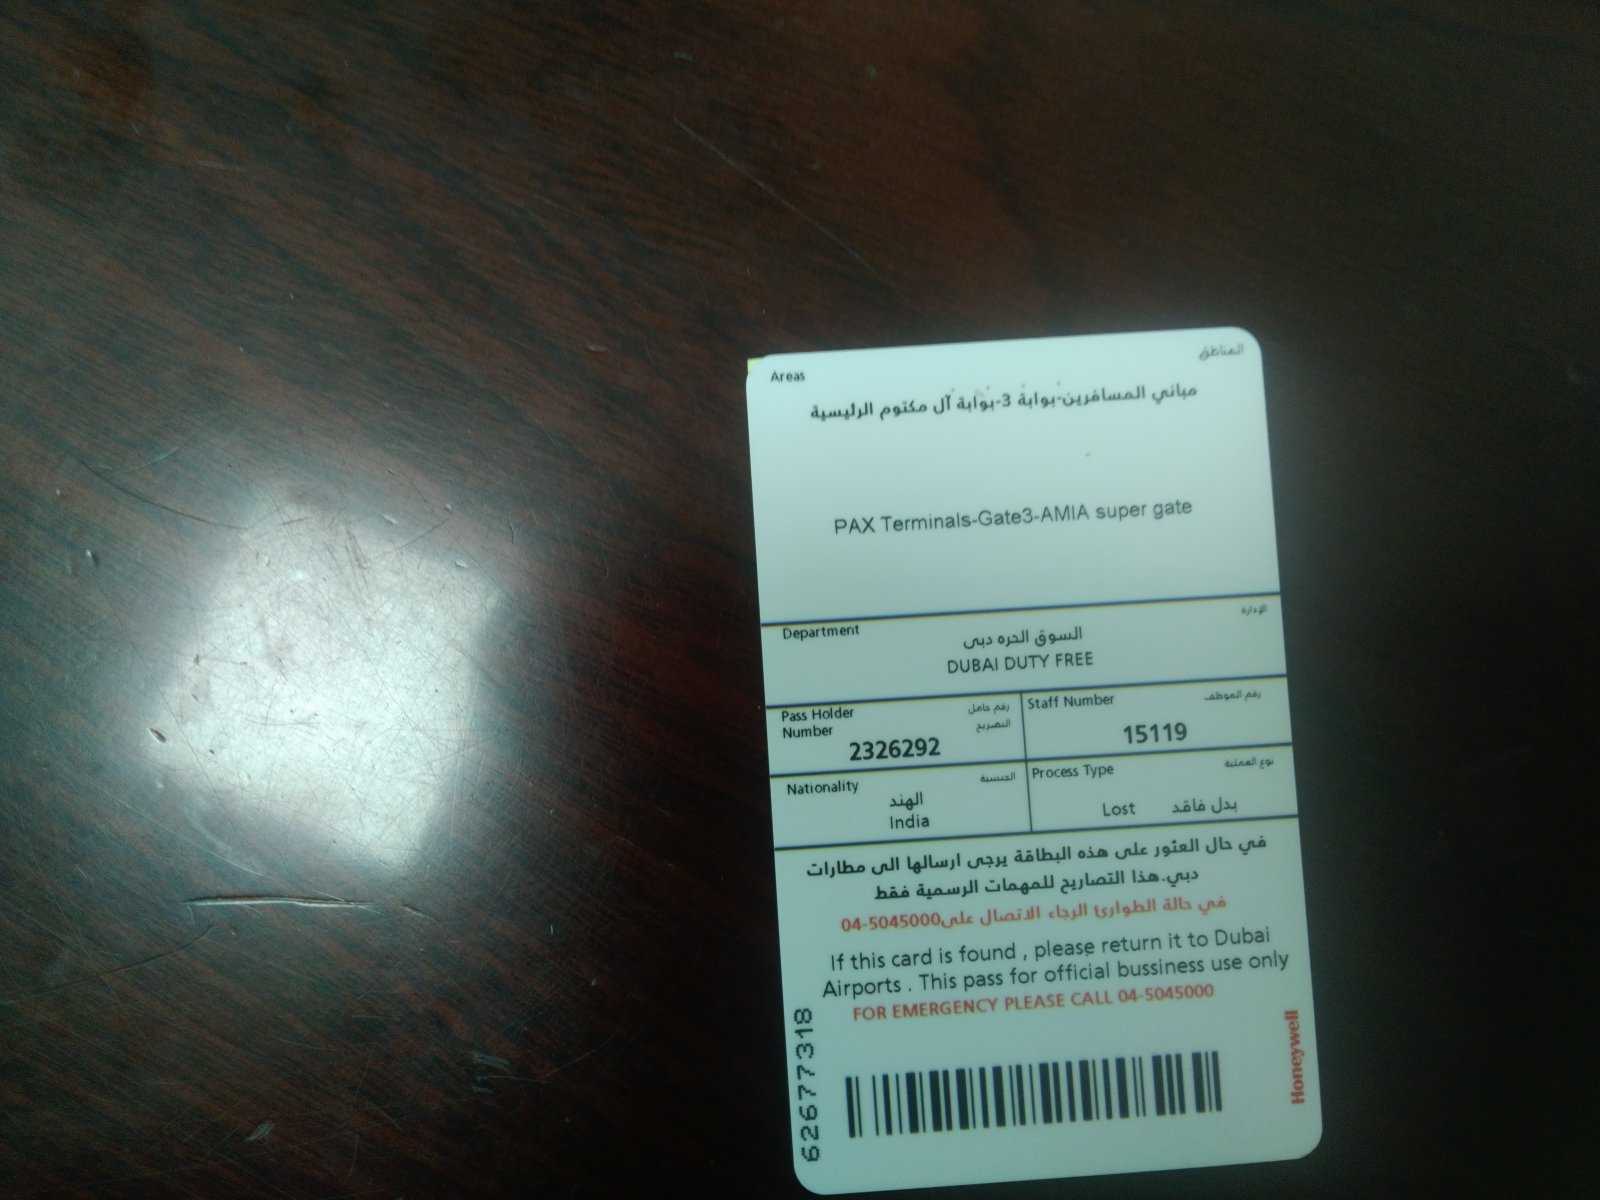 Areas المناطق
مباني المسافرين-بوابة 3-بوابة آل مكتوم الرئيسية
PAX Terminals-Gate3-AMIA super gate
Department الإدارة
السوق الحره دبى
DUBAI DUTY FREE
Pass Holder Number رقم حامل التصريح
2326292
Staff Number رقم الموظف
15119
Nationality الجنسية
الهند
India
Process Type نوع العملية
Lost بدل فاقد
في حال العثور على هذه البطاقة يرجى ارسالها الى مطارات
دبي.هذا التصاريح للمهمات الرسمية فقط
في حالة الطوارئ الرجاء الاتصال على04-5045000
If this card is found , please return it to Dubai
Airports . This pass for official bussiness use only
FOR EMERGENCY PLEASE CALL 04-5045000
62677318
Honeywell